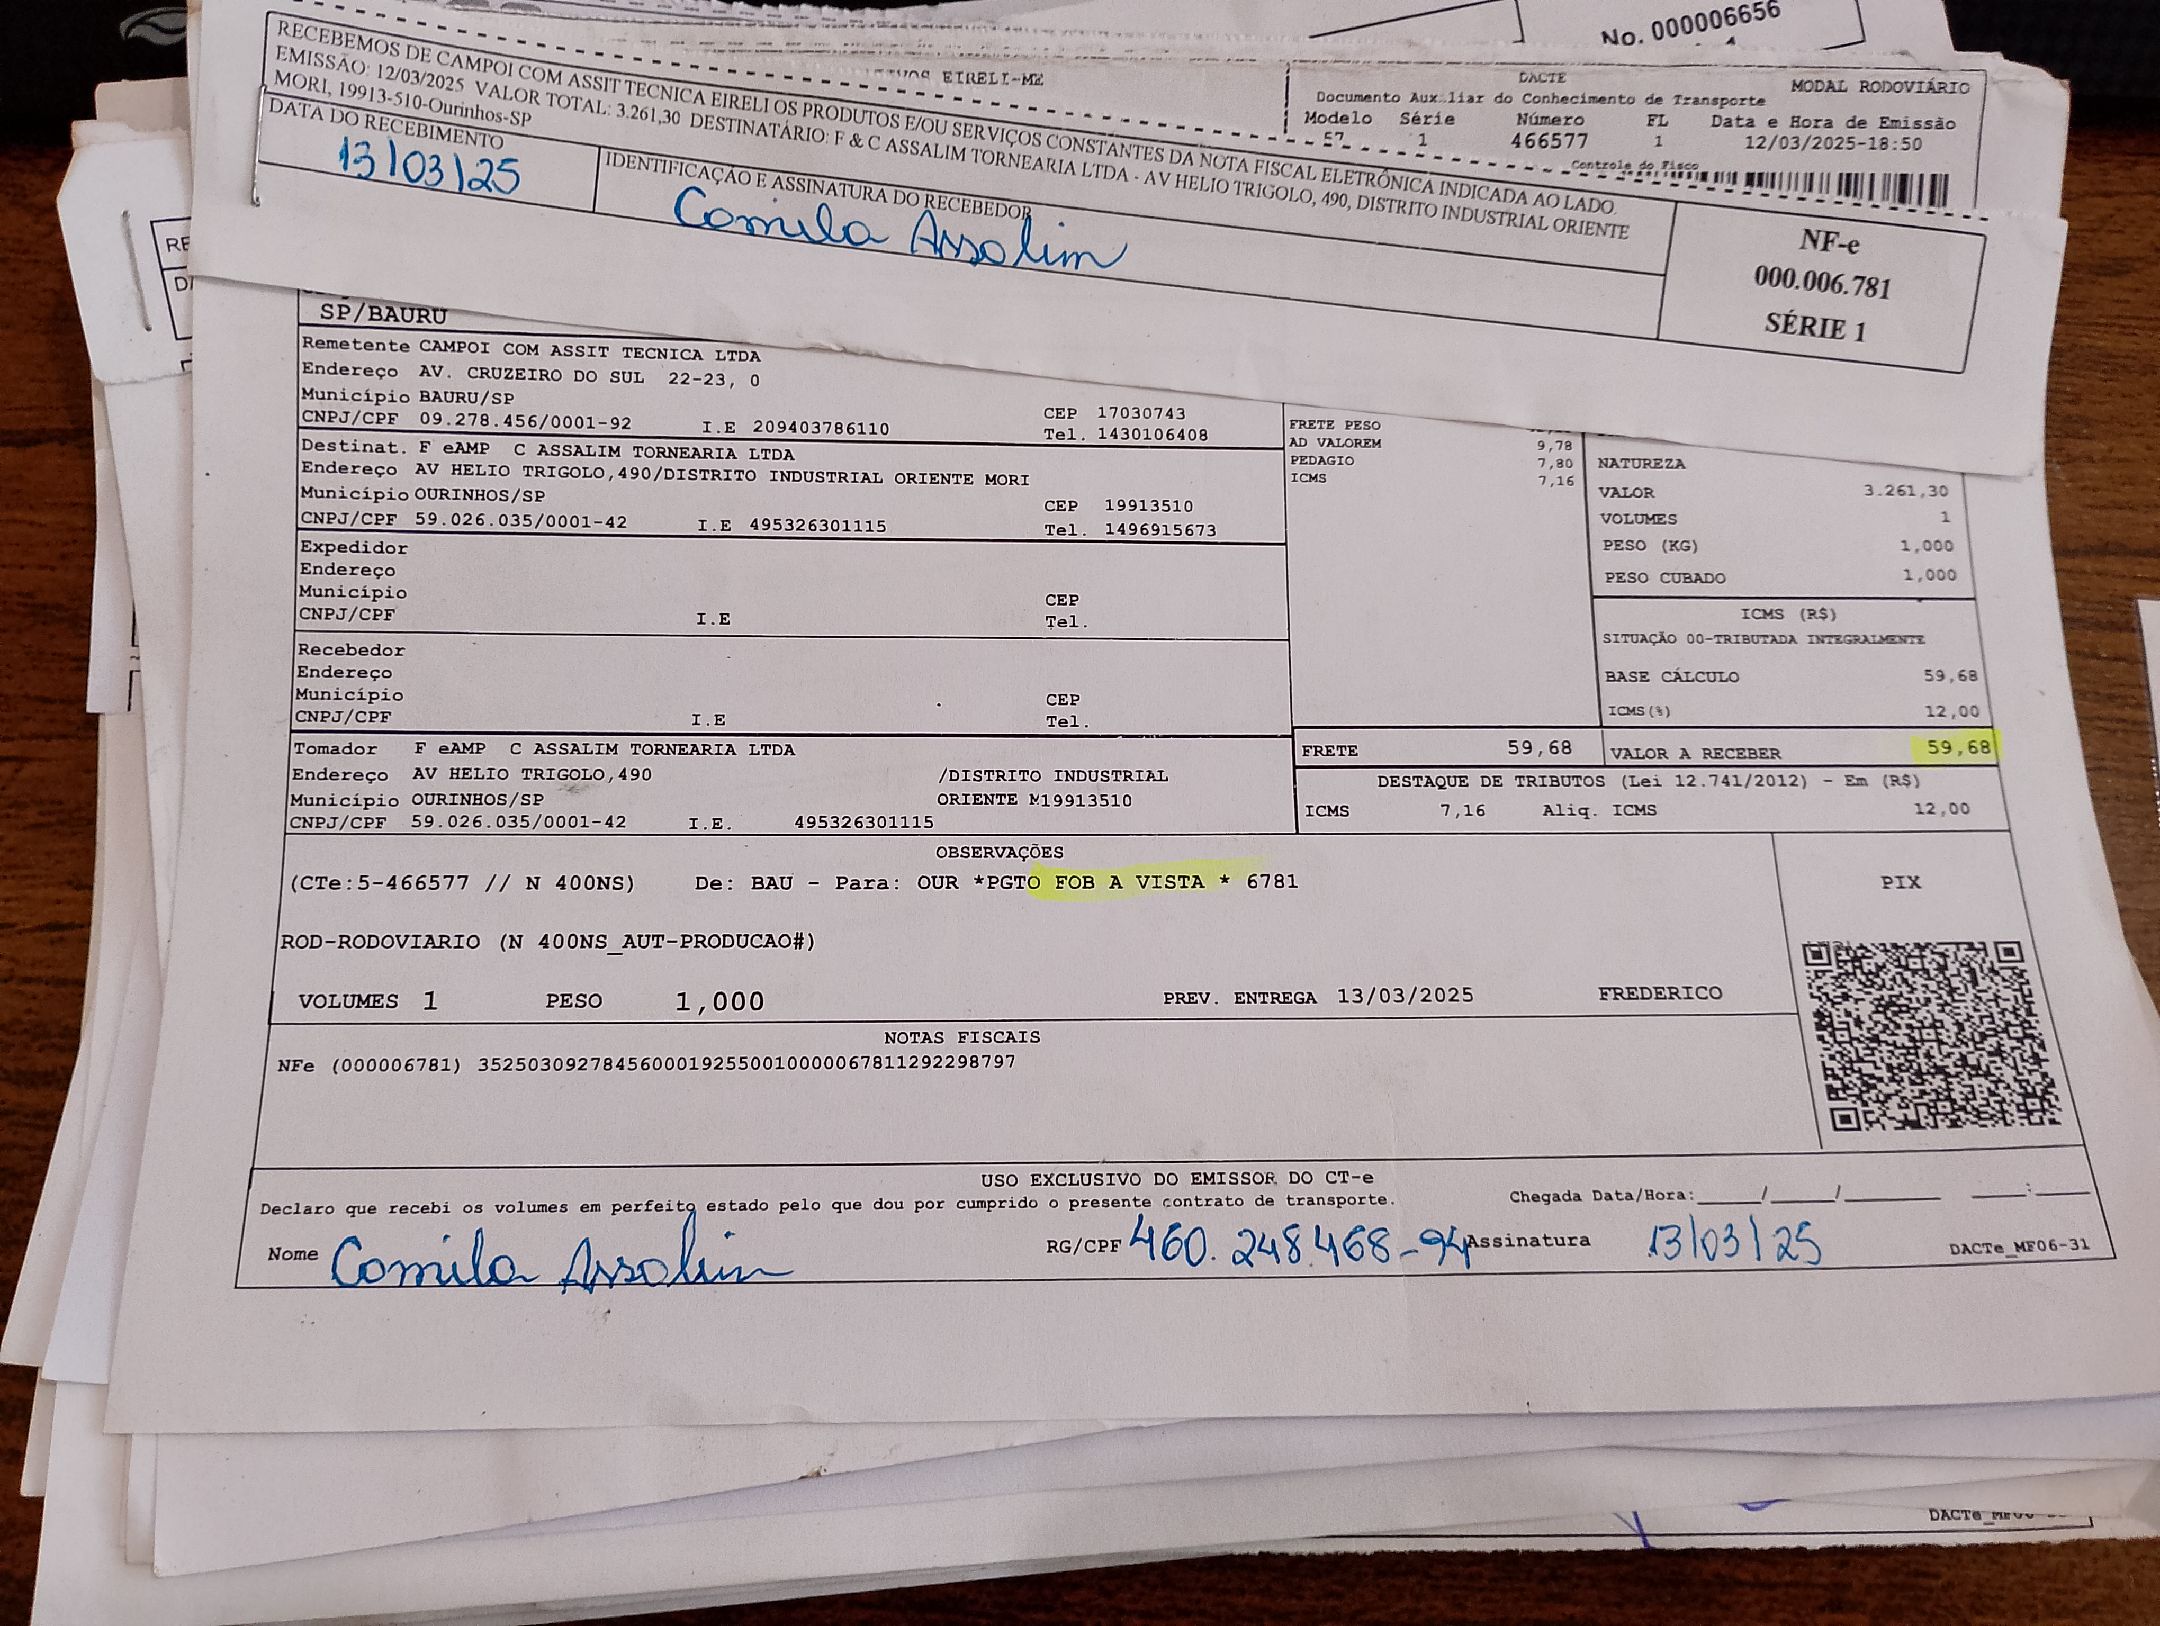 No. 000006656
RECEBEMOS DE CAMPOI COM ASSIT TECNICA EIRELI OS PRODUTOS E/OU SERVIÇOS CONSTANTES DA NOTA FISCAL ELETRÔNICA INDICADA AO LADO.
EMISSÃO: 12/03/2025 VALOR TOTAL: 3.261,30 DESTINATÁRIO: F & C ASSALIM TORNEARIA LTDA - AV HELIO TRIGOLO, 490, DISTRITO INDUSTRIAL ORIENTE
MORI, 19913-510-Ourinhos-SP
DATA DO RECEBIMENTO
13/03/25
IDENTIFICAÇÃO E ASSINATURA DO RECEBEDOR
Comila Assolim
NF-e
000.006.781
SÉRIE 1
EIRELI-ME
DACTE
MODAL RODOVIÁRIO
Documento Auxiliar do Conhecimento de Transporte
Modelo Série Número FL Data e Hora de Emissão
57 1 466577 1 12/03/2025-18:50
Controle do Fisco
SP/BAURU
Remetente CAMPOI COM ASSIT TECNICA LTDA
Endereço AV. CRUZEIRO DO SUL 22-23, 0
Município BAURU/SP CEP 17030743
CNPJ/CPF 09.278.456/0001-92 I.E 209403786110 Tel. 1430106408
Destinat. F eAMP C ASSALIM TORNEARIA LTDA
Endereço AV HELIO TRIGOLO,490/DISTRITO INDUSTRIAL ORIENTE MORI
Município OURINHOS/SP CEP 19913510
CNPJ/CPF 59.026.035/0001-42 I.E 495326301115 Tel. 1496915673
Expedidor
Endereço
Município CEP
CNPJ/CPF I.E Tel.
Recebedor
Endereço
Município CEP
CNPJ/CPF I.E Tel.
Tomador F eAMP C ASSALIM TORNEARIA LTDA
Endereço AV HELIO TRIGOLO,490 /DISTRITO INDUSTRIAL
Município OURINHOS/SP ORIENTE M19913510
CNPJ/CPF 59.026.035/0001-42 I.E. 495326301115
FRETE PESO
AD VALOREM 9,78
PEDAGIO 7,80
ICMS 7,16
NATUREZA
VALOR 3.261,30
VOLUMES 1
PESO (KG) 1,000
PESO CUBADO 1,000
ICMS (R$)
SITUAÇÃO 00-TRIBUTADA INTEGRALMENTE
BASE CÁLCULO 59,68
ICMS(%) 12,00
FRETE 59,68 VALOR A RECEBER 59,68
DESTAQUE DE TRIBUTOS (Lei 12.741/2012) - Em (R$)
ICMS 7,16 Aliq. ICMS 12,00
OBSERVAÇÕES
(CTe:5-466577 // N 400NS) De: BAU - Para: OUR *PGTO FOB A VISTA * 6781
ROD-RODOVIARIO (N 400NS_AUT-PRODUCAO#)
VOLUMES 1 PESO 1,000 PREV. ENTREGA 13/03/2025 FREDERICO
PIX
NOTAS FISCAIS
NFe (000006781) 35250309278456000192550010000067811292298797
USO EXCLUSIVO DO EMISSOR DO CT-e
Declaro que recebi os volumes em perfeito estado pelo que dou por cumprido o presente contrato de transporte.
Chegada Data/Hora:____/____/______ ___:___
Nome Comila Assolim RG/CPF 460.248.468-94 Assinatura 13/03/25
DACTe_MF06-31